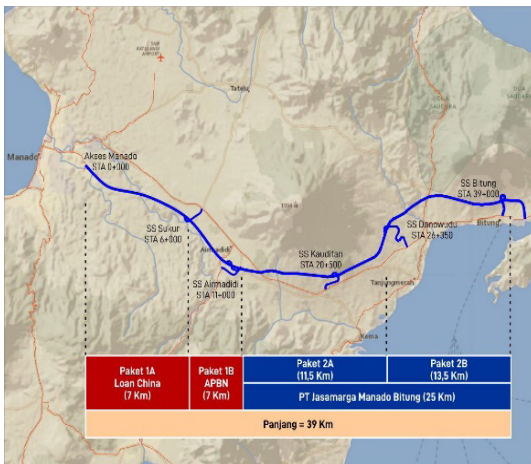 Tatelu
Manado
Akses Manado
STA 0+000
SS Sukur
STA 6+000
Airmadidi
SS Airmadidi
STA 11+000
SS Kauditan
STA 20+500
SS Danowudu
STA 26+350
SS Bitung
STA 39+000
Bitung
Tanjungmerah
Kema
Paket 1A
Loan China
(7 Km)
Paket 1B
APBN
(7 Km)
Paket 2A
(11,5 Km)
Paket 2B
(13,5 Km)
PT Jasamarga Manado Bitung (25 Km)
Panjang = 39 Km